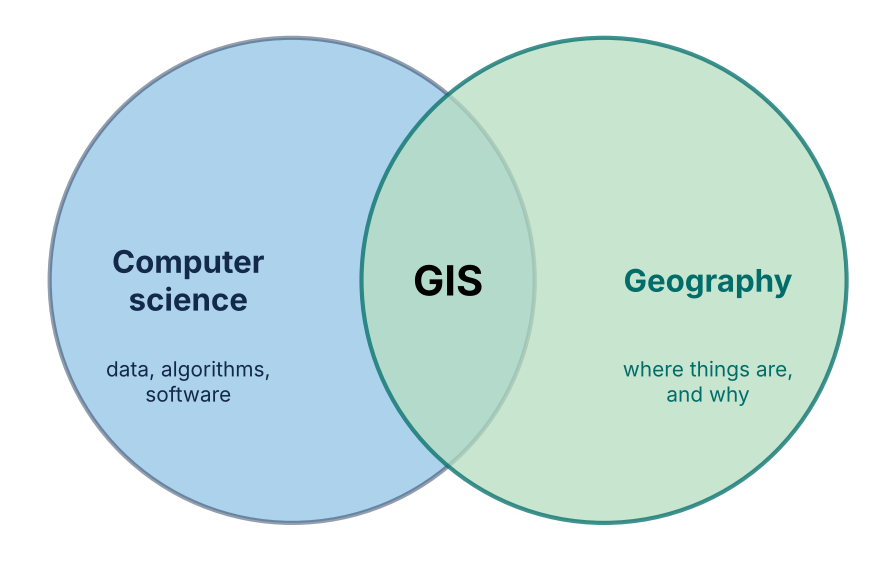 Computer
science
data, algorithms,
software
GIS
Geography
where things are,
and why